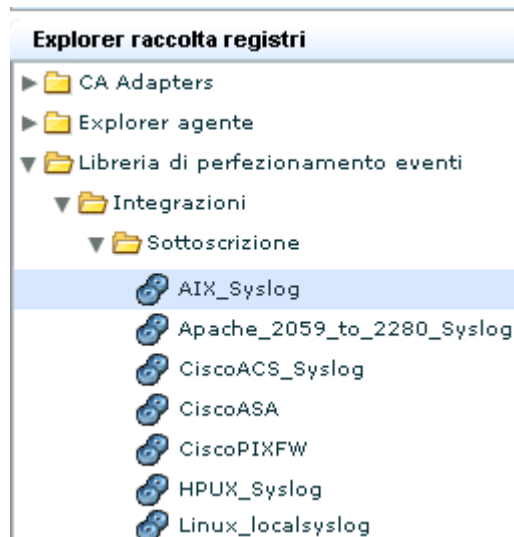 Explorer raccolta registri
CA Adapters
Explorer agente
Libreria di perfezionamento eventi
Integrazioni
Sottoscrizione
AIX_Syslog
Apache_2059_to_2280_Syslog
CiscoACS_Syslog
CiscoASA
CiscoPIXFW
HPUX_Syslog
Linux_localsyslog